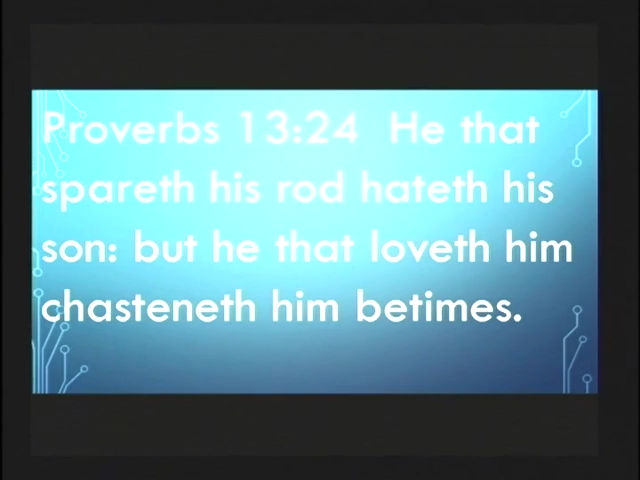 Proverbs 13:24 He that
spareth his rod hateth his
son: but he that loveth him
chasteneth him betimes.